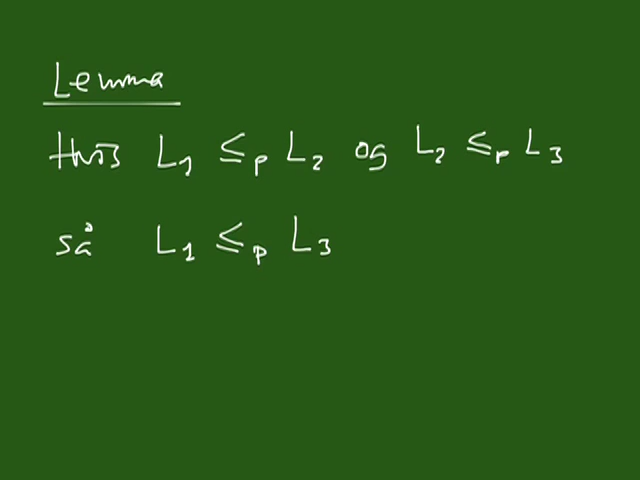 Lemma
Hvis L₁ ≤ₚ L₂ og L₂ ≤ₚ L₃
så L₁ ≤ₚ L₃